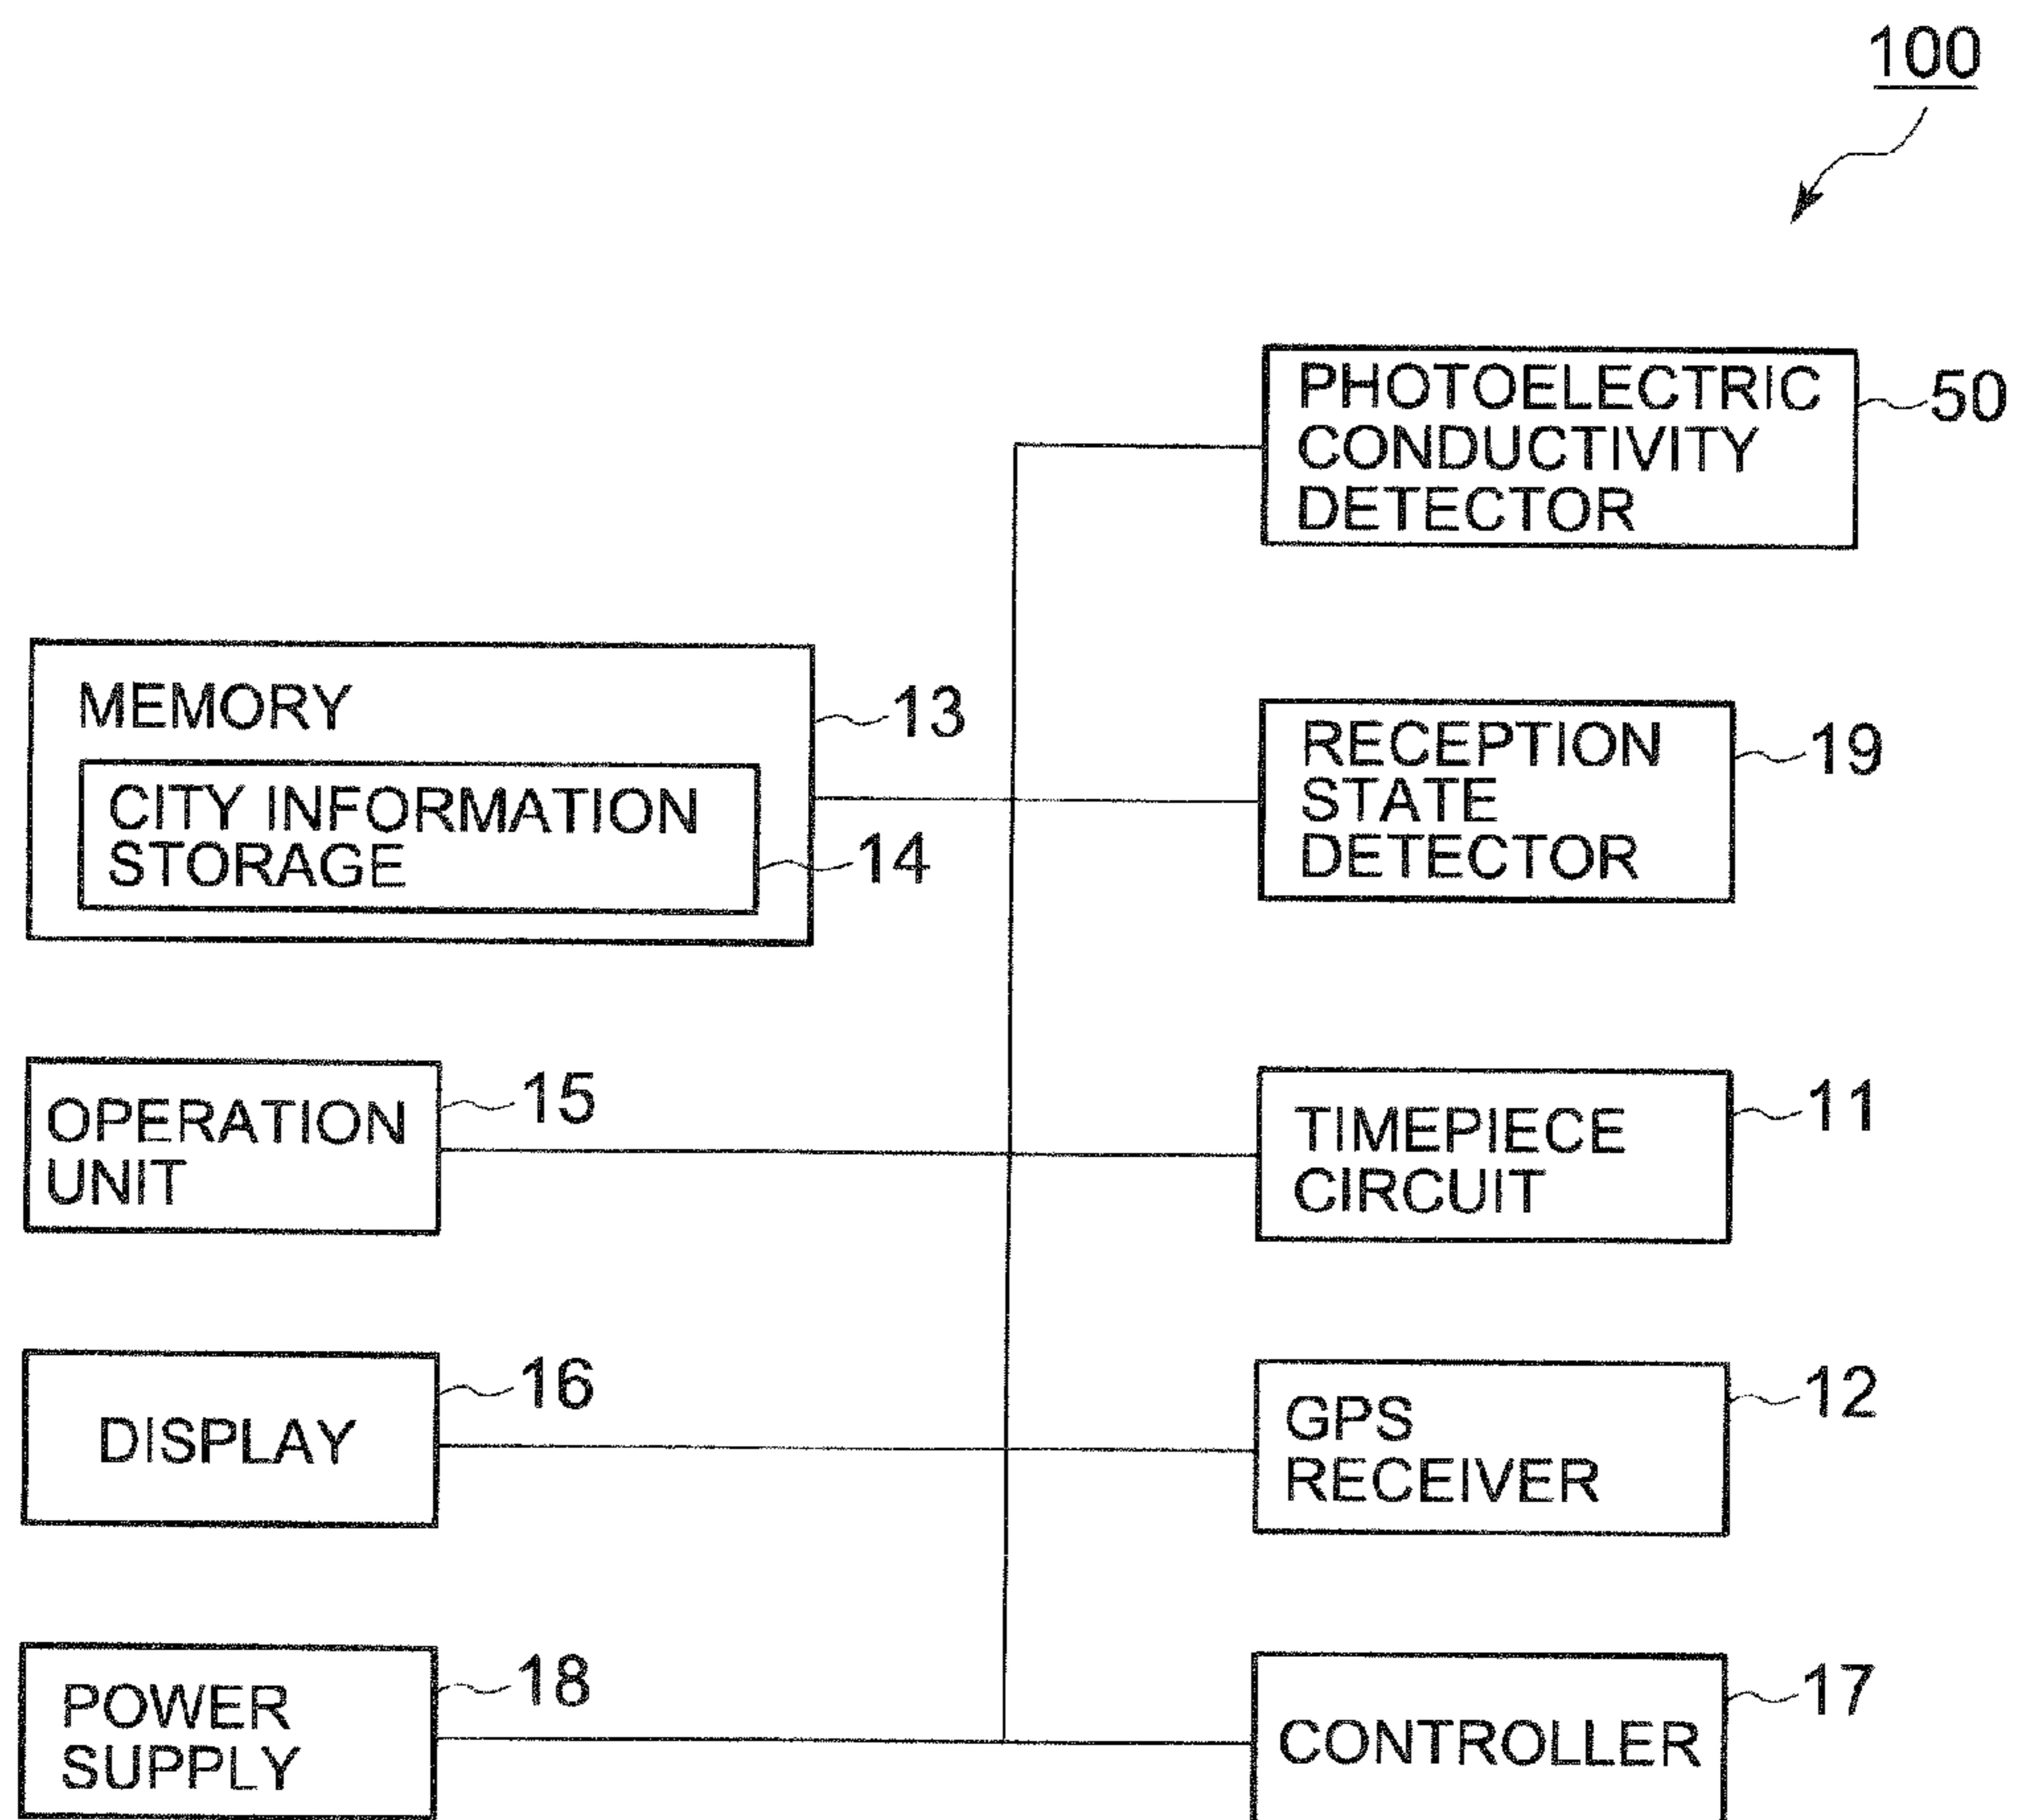 100
PHOTOELECTRIC
CONDUCTIVITY
DETECTOR
50
MEMORY
13
CITY INFORMATION
STORAGE
14
RECEPTION
STATE
DETECTOR
19
OPERATION
UNIT
15
TIMEPIECE
CIRCUIT
11
DISPLAY
16
GPS
RECEIVER
12
POWER
SUPPLY
18
CONTROLLER
17